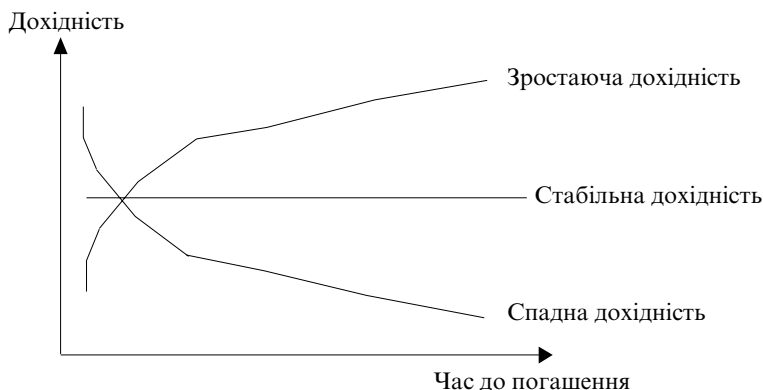 Дохідність
Зростаюча дохідність
Стабільна дохідність
Спадна дохідність
Час до погашення